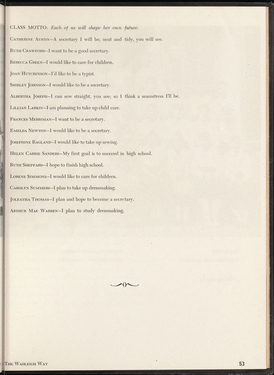 CLASS MOTTO: Each of us will shape her own future.
CATHERINE AUSTIN—A secretary I will be, neat and tidy, you will see.
RUTH CRAWFORD—I want to be a good secretary.
REBECCA GREEN—I would like to care for children.
JOAN HUTCHINSON—I'd like to be a typist.
SHIRLEY JOHNSON—I would like to be a secretary.
ALBERTHA JOSEPH—I can sew straight, you see, so I think a seamstress I'll be.
LILLIAN LASKIN—I am planning to take up child care.
FRANCES MERRIMAN—I want to be a secretary.
NEWTON—I would like to be a secretary.
JOSEPHINE RAGLAND—I would like to take up sewing.
HELEN CARRIE SANDERS—My first goal is to succeed in high school.
RUTH SHEPPARD—I hope to finish high school.
LORENE SIMMONS—I would like to care for children.
CAROLYN—I plan to take up dressmaking.
THOMAS—I plan and hope to become a secretary.
ARTHUR MAE WARREN—I plan to study dressmaking.
THE WADLEIGH WAY
53